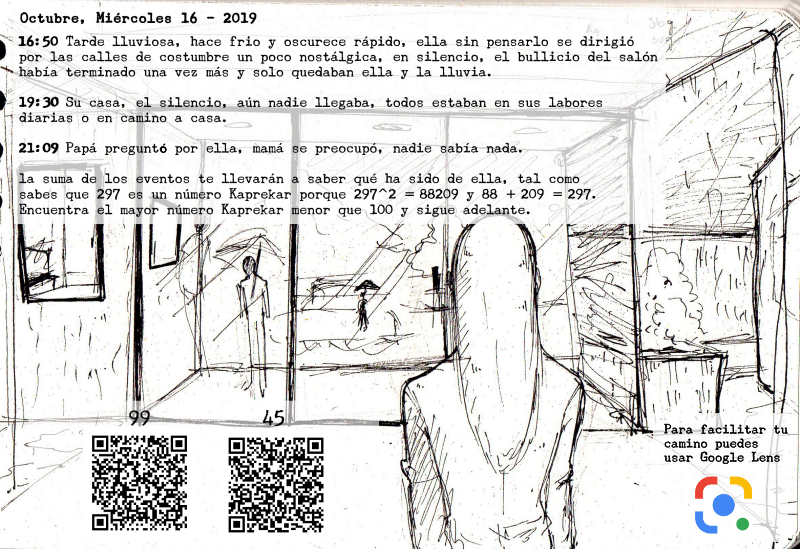 Octubre, Miércoles 16 - 2019
16:50 Tarde lluviosa, hace frio y oscurece rápido, ella sin pensarlo se dirigió
por las calles de costumbre un poco nostálgica, en silencio, el bullicio del salón
había terminado una vez más y solo quedaban ella y la lluvia.
19:30 Su casa, el silencio, aún nadie llegaba, todos estaban en sus labores
diarias o en camino a casa.
21:09 Papá preguntó por ella, mamá se preocupó, nadie sabía nada.
la suma de los eventos te llevarán a saber qué ha sido de ella, tal como
sabes que 297 es un número Kaprekar porque 297^2 = 88209 y 88 + 209 = 297.
Encuentra el mayor número Kaprekar menor que 100 y sigue adelante.
99 45
Para facilitar tu
camino puedes
usar Google Lens